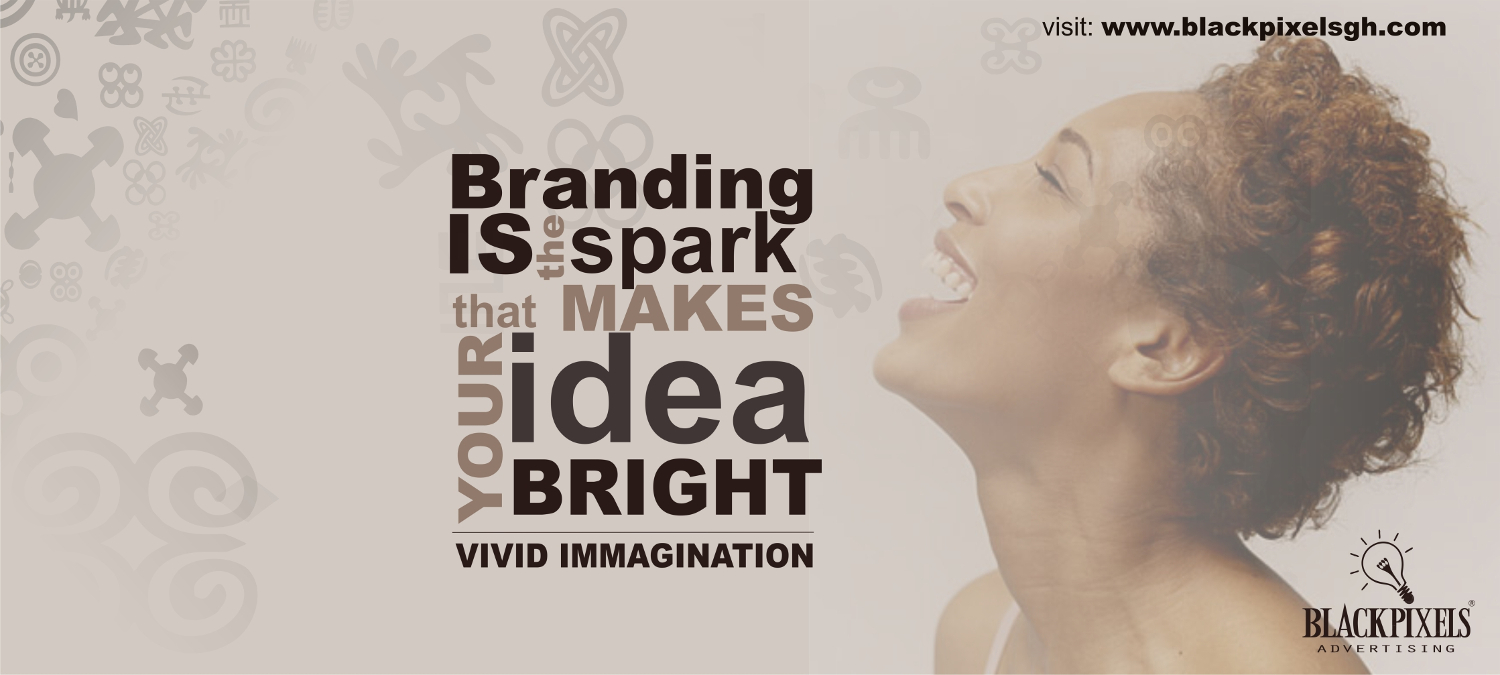 visit: www.blackpixelsgh.com
Branding
IS the spark
that MAKES
YOUR idea
BRIGHT
VIVID IMMAGINATION
BLACKPIXELS®
ADVERTISING